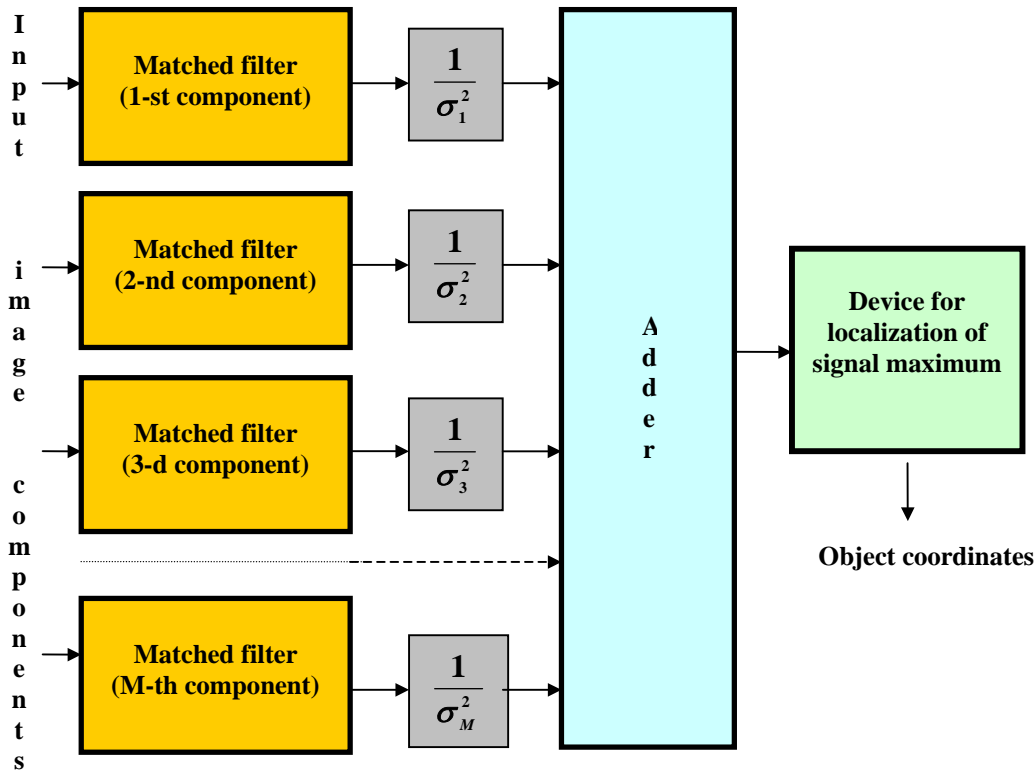 Input image components
Matched filter
(1-st component)
1
σ₁²
Matched filter
(2-nd component)
1
σ₂²
Matched filter
(3-d component)
1
σ₃²
Matched filter
(M-th component)
1
σ_M²
Adder
Device for
localization of
signal maximum
Object coordinates